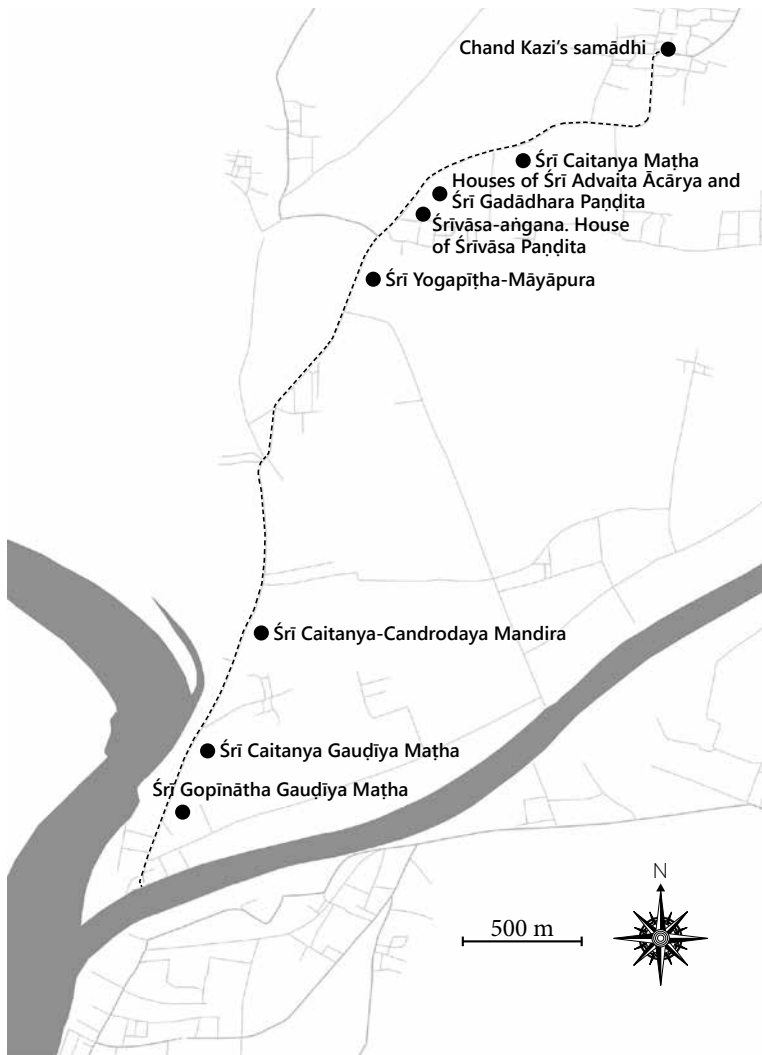 Chand Kazi's samādhi
Śrī Caitanya Maṭha
Houses of Śrī Advaita Ācārya and
Śrī Gadādhara Paṇḍita
Śrīvāsa-aṅgana. House
of Śrīvāsa Paṇḍita
Śrī Yogapīṭha-Māyāpura
Śrī Caitanya-Candrodaya Mandira
Śrī Caitanya Gauḍīya Maṭha
Śrī Gopīnātha Gauḍīya Maṭha
N
500 m